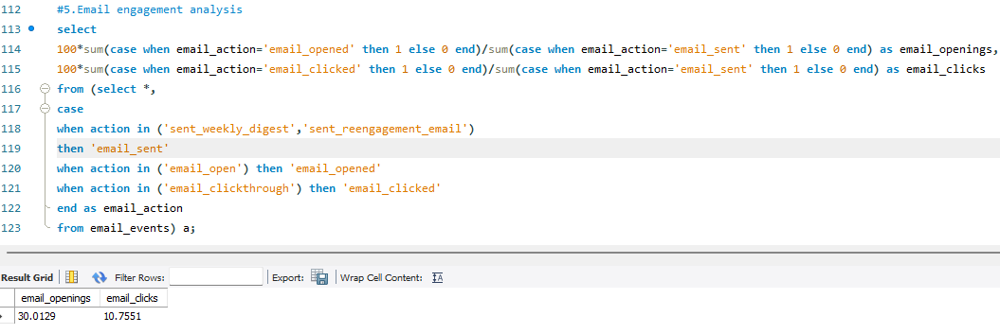 112 #5.Email engagement analysis
113 select
114 100*sum(case when email_action='email_opened' then 1 else 0 end)/sum(case when email_action='email_sent' then 1 else 0 end) as email_openings,
115 100*sum(case when email_action='email_clicked' then 1 else 0 end)/sum(case when email_action='email_sent' then 1 else 0 end) as email_clicks
116 from (select *,
117 case
118 when action in ('sent_weekly_digest','sent_reengagement_email')
119 then 'email_sent'
120 when action in ('email_open') then 'email_opened'
121 when action in ('email_clickthrough') then 'email_clicked'
122 end as email_action
123 from email_events) a;
Result Grid Filter Rows: Export: Wrap Cell Content:
email_openings email_clicks
30.0129 10.7551